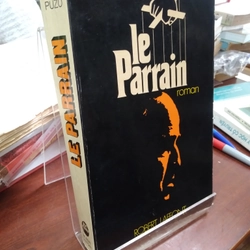 PUZO
LE PARRAIN
le
Parrain
roman
ROBERT LAFFONT